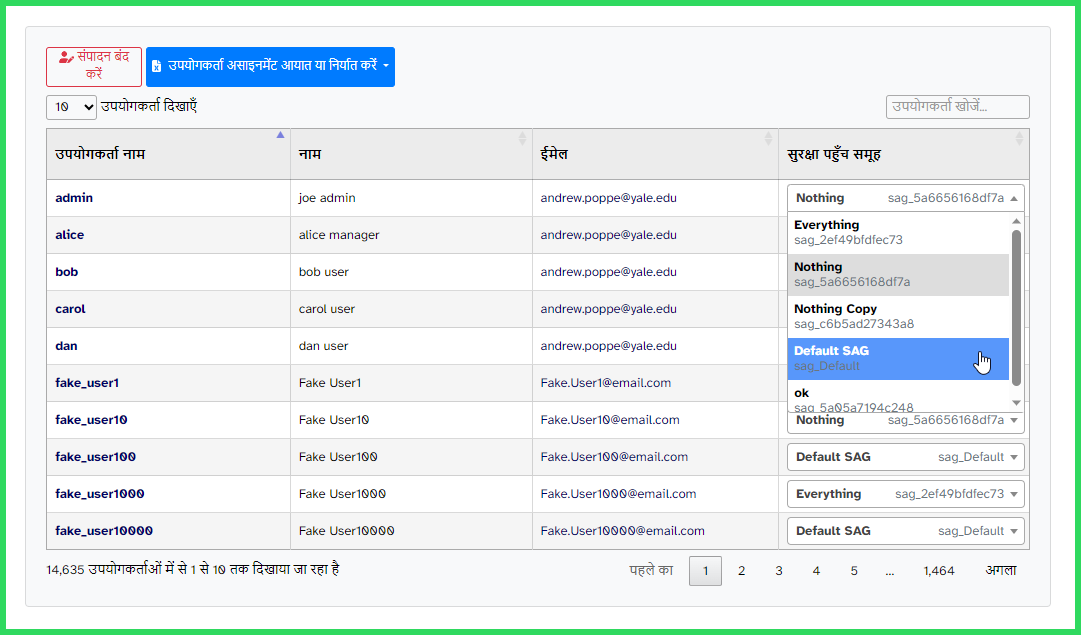 संपादन बंद
करें
उपयोगकर्ता असाइनमेंट आयात या निर्यात करें
10 उपयोगकर्ता दिखाएँ
उपयोगकर्ता खोजें...
उपयोगकर्ता नाम नाम ईमेल सुरक्षा पहुँच समूह
admin joe admin andrew.poppe@yale.edu Nothing sag_5a6656168df7a
alice alice manager andrew.poppe@yale.edu
bob bob user andrew.poppe@yale.edu
carol carol user andrew.poppe@yale.edu
dan dan user andrew.poppe@yale.edu
fake_user1 Fake User1 Fake.User1@email.com
Everything
sag_2ef49bfdfec73
Nothing
sag_5a6656168df7a
Nothing Copy
sag_c6b5ad27343a8
Default SAG
sag_Default
ok
sag_5a05a7194c248
fake_user10 Fake User10 Fake.User10@email.com Nothing sag_5a6656168df7a
fake_user100 Fake User100 Fake.User100@email.com Default SAG sag_Default
fake_user1000 Fake User1000 Fake.User1000@email.com Everything sag_2ef49bfdfec73
fake_user10000 Fake User10000 Fake.User10000@email.com Default SAG sag_Default
14,635 उपयोगकर्ताओं में से 1 से 10 तक दिखाया जा रहा है
पहले का 1 2 3 4 5 ... 1,464 अगला